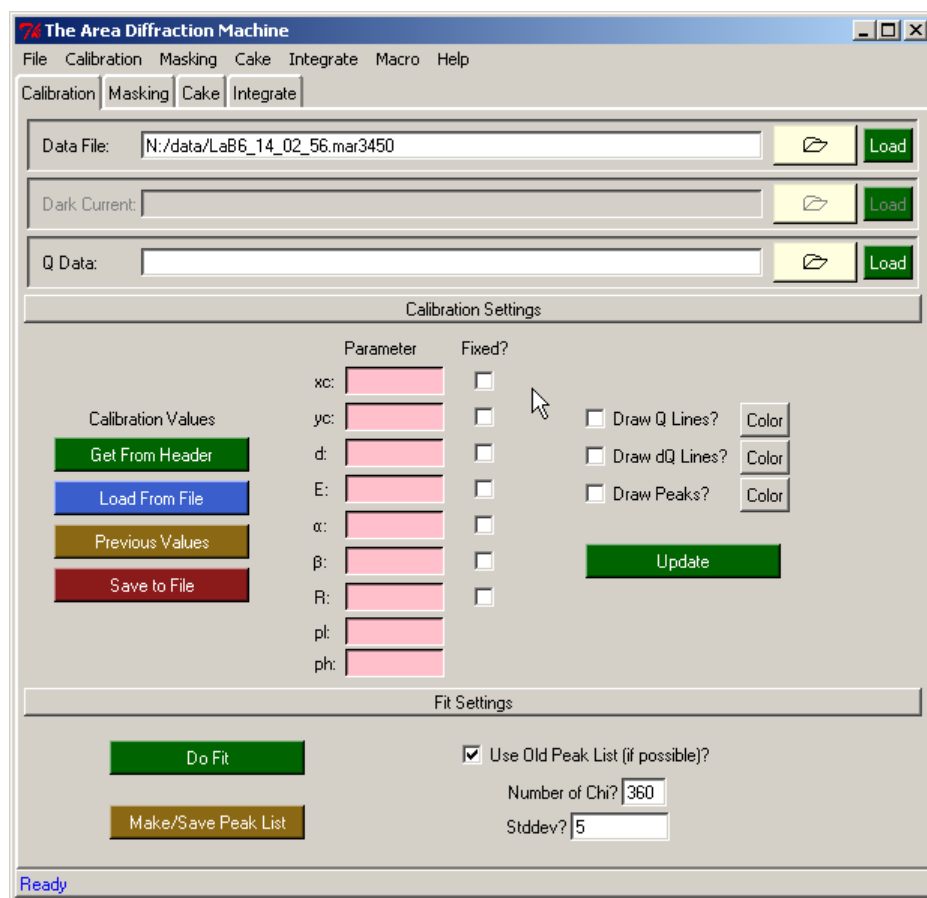 The Area Diffraction Machine
File Calibration Masking Cake Integrate Macro Help
Calibration Masking Cake Integrate
Data File: N:/data/LaB6_14_02_56.mar3450 Load
Dark Current: Load
Q Data: Load
Calibration Settings
Parameter Fixed?
xc:
Calibration Values yc: Draw Q Lines? Color
Get From Header d: Draw dQ Lines? Color
Load From File E: Draw Peaks? Color
α:
Previous Values β: Update
Save to File R:
pl:
ph:
Fit Settings
Do Fit Use Old Peak List (if possible)?
Number of Chi? 360
Make/Save Peak List Stddev? 5
Ready